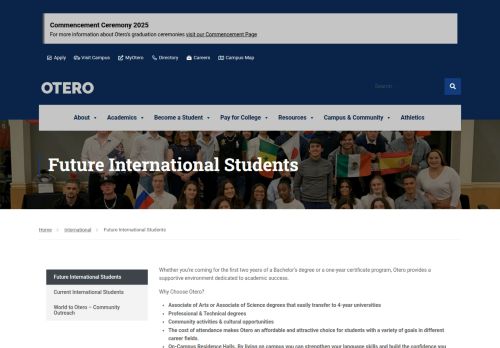 Commencement Ceremony 2025
For more information about Otero's graduation ceremonies visit our Commencement Page
Apply Visit Campus MyOtero Directory Careers Campus Map
OTERO
Search
About Academics Become a Student Pay for College Resources Campus & Community Athletics
Future International Students
Home International Future International Students
Future International Students
Current International Students
World to Otero – Community
Outreach
Whether you're coming for the first two years of a Bachelor's degree or a one-year certificate program, Otero provides a
supportive environment dedicated to academic success.
Why Choose Otero?
• Associate of Arts or Associate of Science degrees that easily transfer to 4-year universities
• Professional & Technical degrees
• Community activities & cultural opportunities
• The cost of attendance makes Otero an affordable and attractive choice for students with a variety of goals in different
career fields.
• On-Campus Residence Halls. By living on campus you can strengthen your language skills and build the confidence you